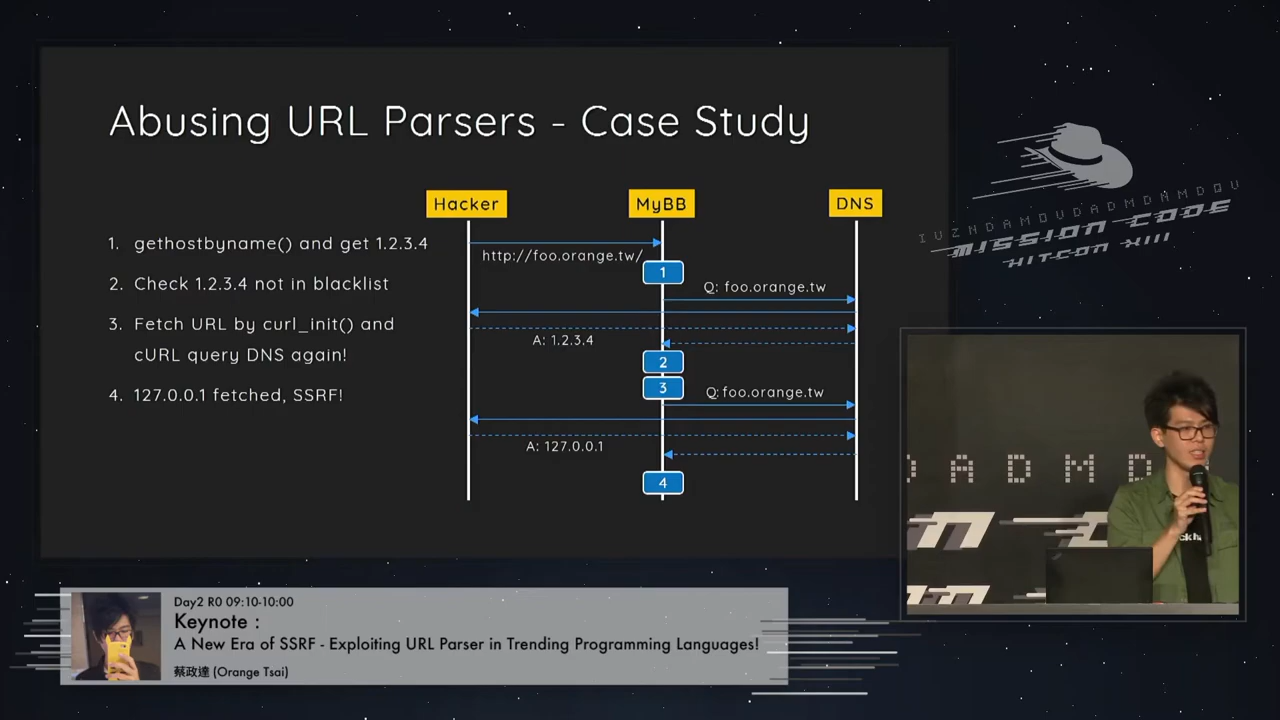 Abusing URL Parsers - Case Study
1. gethostbyname() and get 1.2.3.4
2. Check 1.2.3.4 not in blacklist
3. Fetch URL by curl_init() and
cURL query DNS again!
4. 127.0.0.1 fetched, SSRF!
Hacker
MyBB
DNS
http://foo.orange.tw/
1
Q: foo.orange.tw
A: 1.2.3.4
2
3
Q: foo.orange.tw
A: 127.0.0.1
4
MISSION CODE
HITCON XIII
D A D M D
Day2 R0 09:10-10:00
Keynote :
A New Era of SSRF - Exploiting URL Parser in Trending Programming Languages!
蔡政達 (Orange Tsai)